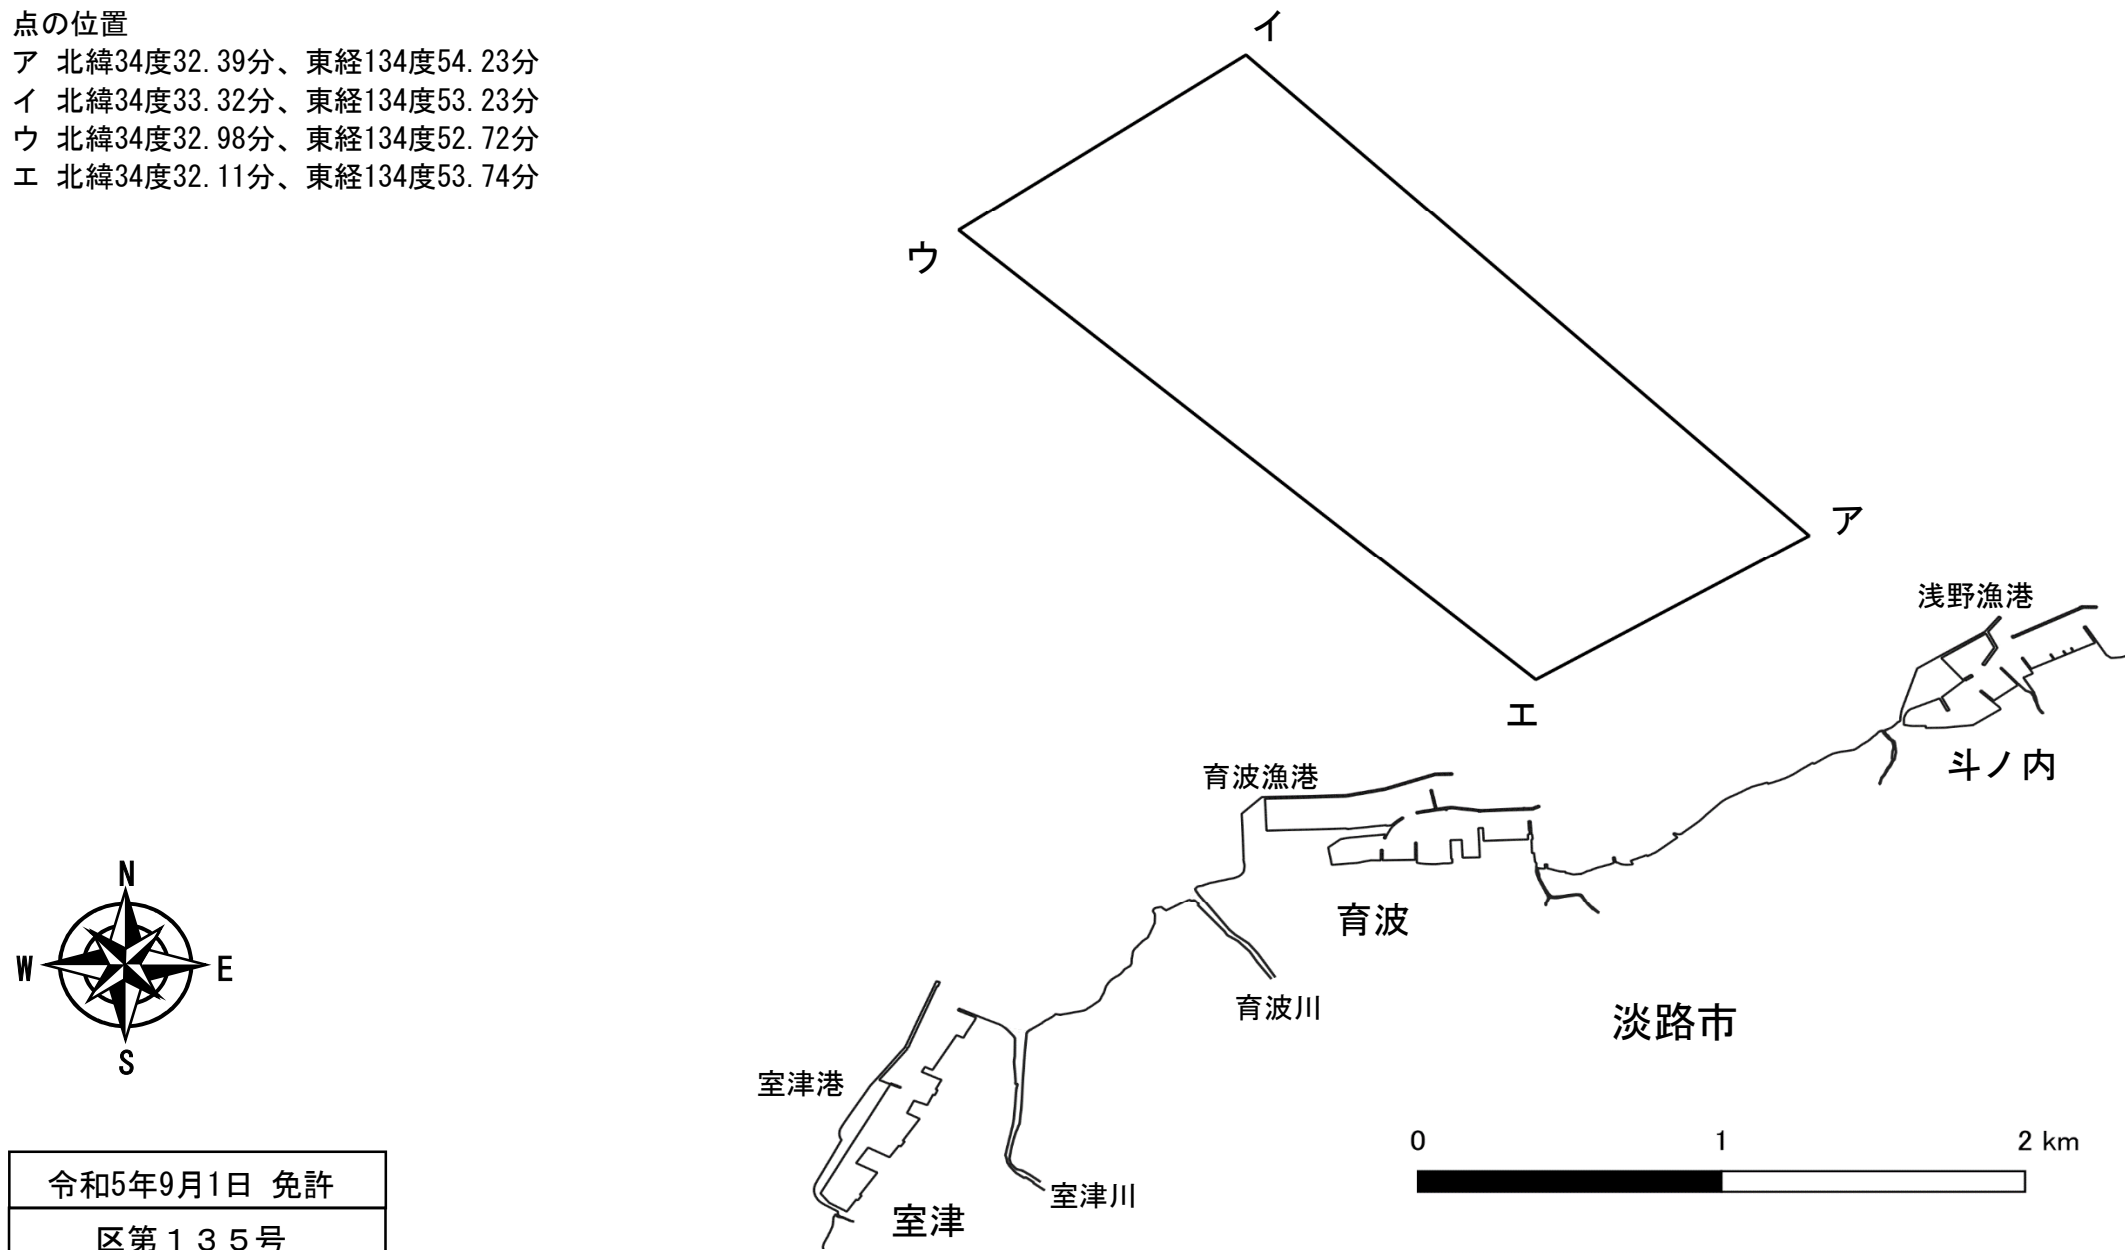 点の位置
ア 北緯34度32.39分、東経134度54.23分
イ 北緯34度33.32分、東経134度53.23分
ウ 北緯34度32.98分、東経134度52.72分
エ 北緯34度32.11分、東経134度53.74分
イ
ウ
ア
エ
浅野漁港
斗ノ内
育波漁港
育波
育波川
淡路市
室津港
室津川
室津
N
W
E
S
0 1 2 km
令和5年9月1日 免許
区第１３５号